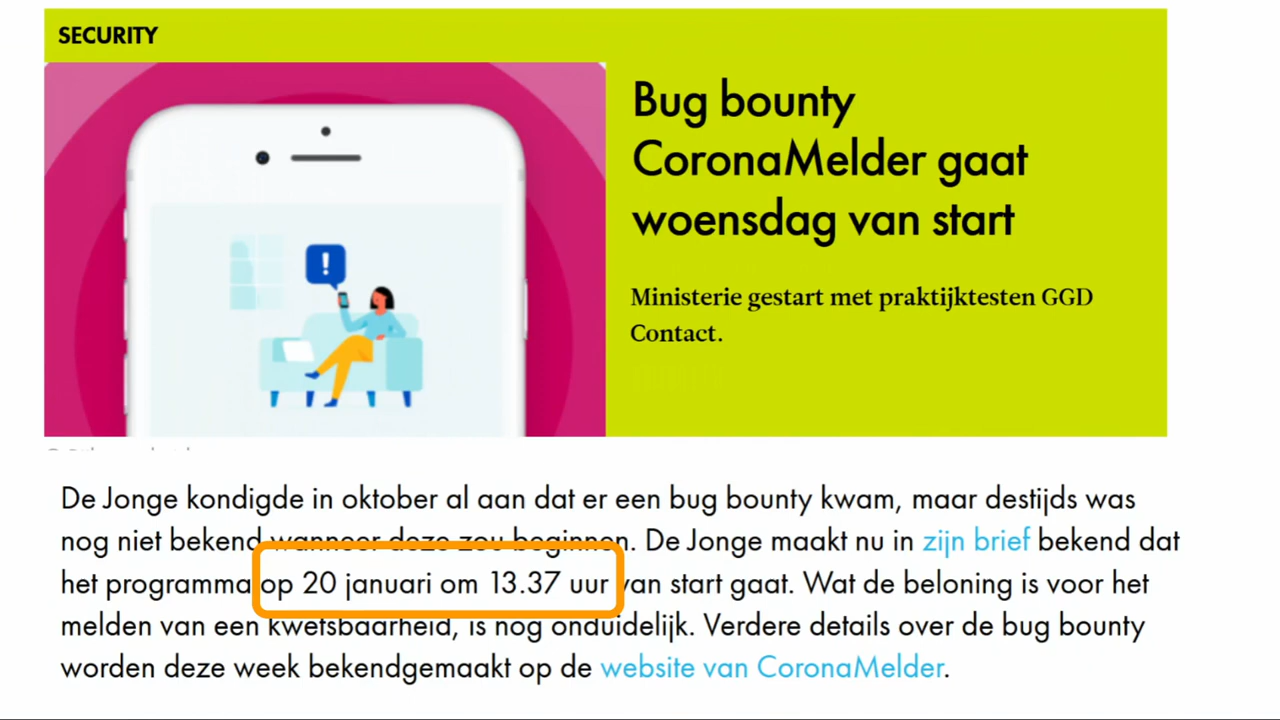 SECURITY
Bug bounty
CoronaMelder gaat
woensdag van start
Ministerie gestart met praktijktesten GGD
Contact.
!
De Jonge kondigde in oktober al aan dat er een bug bounty kwam, maar destijds was
nog niet bekend wanneer deze zou beginnen. De Jonge maakt nu in zijn brief bekend dat
het programma op 20 januari om 13.37 uur van start gaat. Wat de beloning is voor het
melden van een kwetsbaarheid, is nog onduidelijk. Verdere details over de bug bounty
worden deze week bekendgemaakt op de website van CoronaMelder.